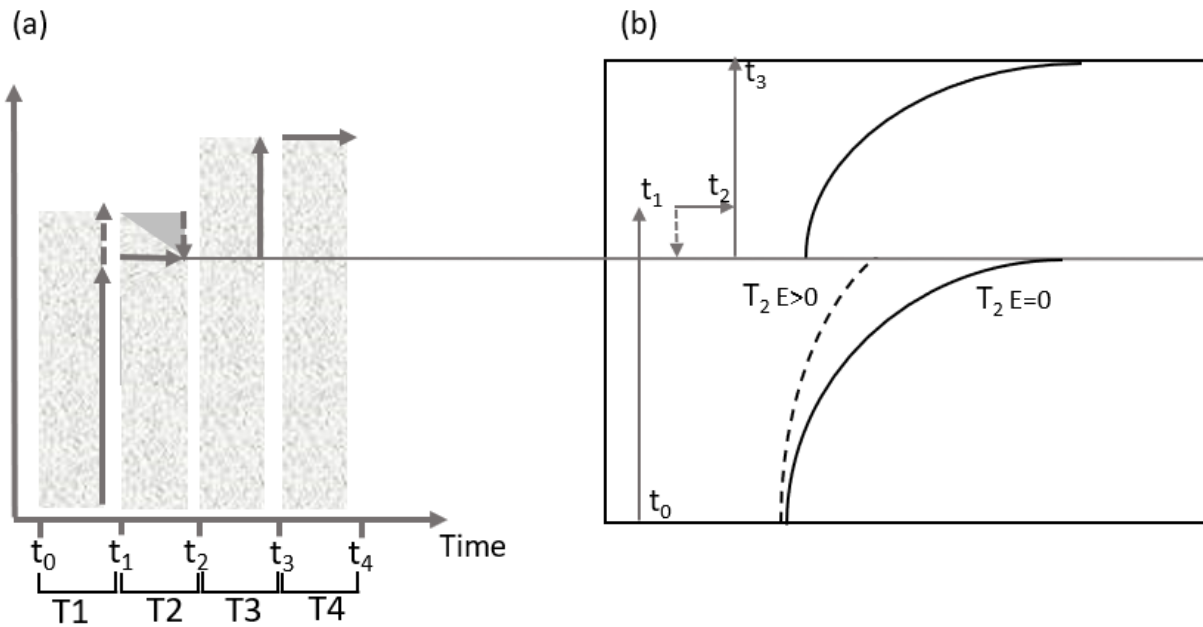 (a)
(b)
t₃
t₁
t₂
T₂ E>0
T₂ E=0
t₀
Time
t₀ t₁ t₂ t₃ t₄
T1 T2 T3 T4